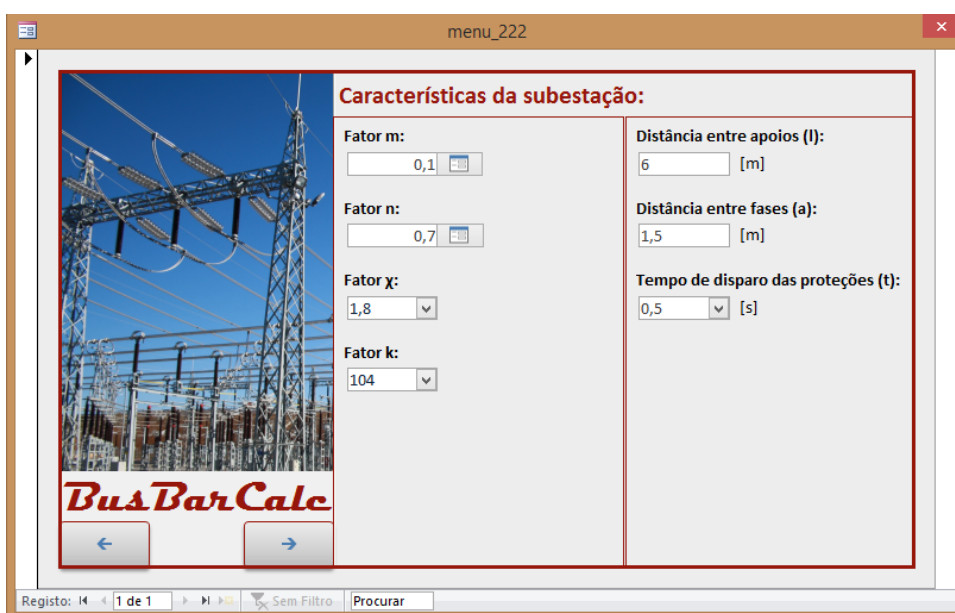 menu_222
Características da subestação:
Fator m:
0,1
Fator n:
0,7
Fator χ:
1,8
Fator k:
104
Distância entre apoios (l):
6 [m]
Distância entre fases (a):
1,5 [m]
Tempo de disparo das proteções (t):
0,5 [s]
BusBarCalc
Registo: 1 de 1 Sem Filtro Procurar